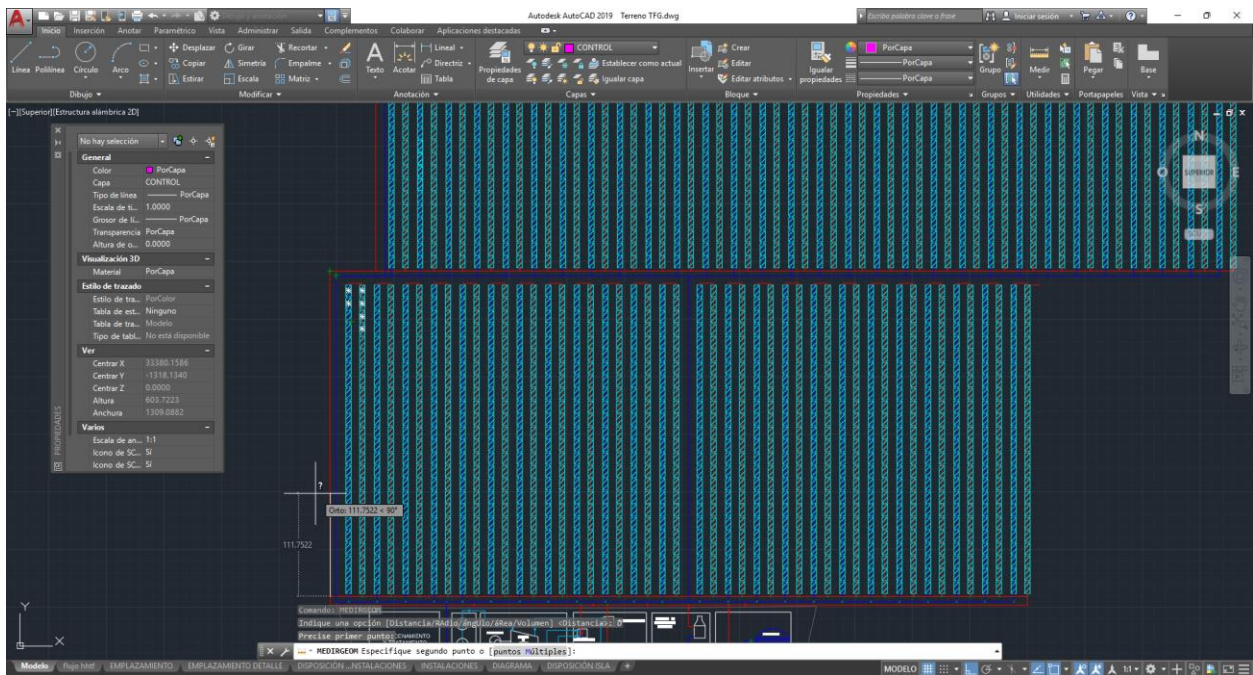 Autodesk AutoCAD 2019 Terreno TFG.dwg
Escriba palabra clave o frase
Iniciar sesión
Inicio Inserción Anotar Paramétrico Vista Administrar Salida Complementos Colaborar Aplicaciones destacadas
Línea Polilínea Círculo Arco
Desplazar Girar Recortar
Copiar Simetría Empalme
Estirar Escala Matriz
Texto Acotar
Lineal
Directriz
Tabla
Propiedades de capa
CONTROL
Establecer como actual
Igualar capa
Insertar
Crear
Editar
Editar atributos
Igualar propiedades
PorCapa
PorCapa
PorCapa
Grupo
Medir
Pegar
Base
Dibujo Modificar Anotación Capas Bloque Propiedades Grupos Utilidades Portapapeles Vista
[−][Superior][Estructura alámbrica 2D]
No hay selección
General
Color PorCapa
Capa CONTROL
Tipo de línea PorCapa
Escala de ti... 1.0000
Grosor de lí... PorCapa
Transparencia PorCapa
Altura de o... 0.0000
Visualización 3D
Material PorCapa
Estilo de trazado
Estilo de tra... PorColor
Tabla de est... Ninguno
Tabla de tra... Modelo
Tipo de tabl... No está disponible
Ver
Centrar X 33380.1586
Centrar Y -1318.1340
Centrar Z 0.0000
Altura 603.7223
Anchura 1309.0882
Varios
Escala de an... 1:1
Icono de SC... Sí
Icono de SC... Sí
PROPIEDADES
N
O SUPERIOR E
S
?
Orto: 111.7522 < 90°
111.7522
Y
X
Comando: MEDIRGEOM
Indique una opción [Distancia/RAdio/ángUlo/áRea/Volumen] <Distancia>: D
Precise primer punto:
MEDIRGEOM Especifique segundo punto o [puntos Múltiples]:
Modelo flujo htf EMPLAZAMIENTO EMPLAZAMIENTO DETALLE DISPOSICIÓN ...NSTALACIONES INSTALACIONES DIAGRAMA DISPOSICIÓN ISLA +
MODELO 1:1